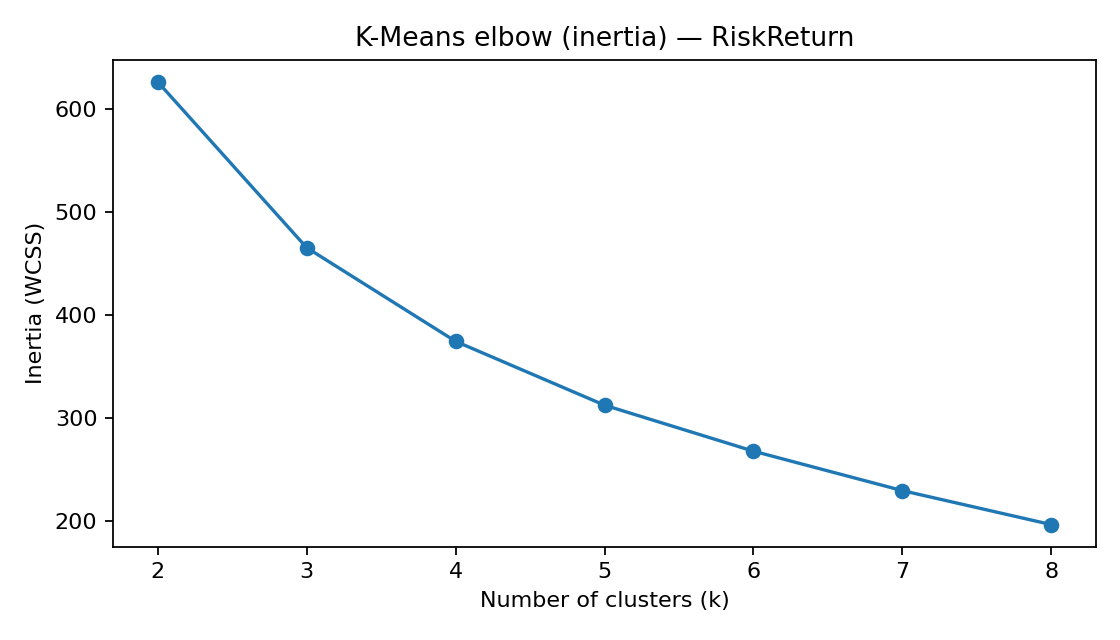 K-Means elbow (inertia) — RiskReturn
Inertia (WCSS)
600
500
400
300
200
2 3 4 5 6 7 8
Number of clusters (k)